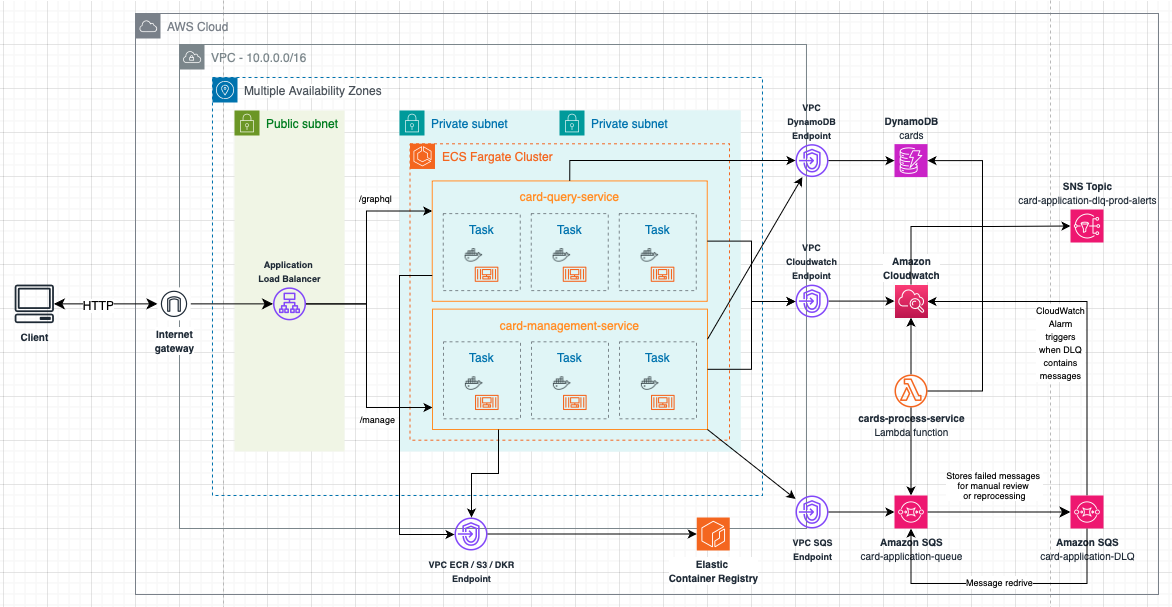 AWS Cloud
VPC - 10.0.0.0/16
Multiple Availability Zones
Public subnet
Private subnet
Private subnet
ECS Fargate Cluster
card-query-service
Task
Task
Task
card-management-service
Task
Task
Task
/graphql
/manage
Application
Load Balancer
HTTP
Client
Internet
gateway
VPC
DynamoDB
Endpoint
DynamoDB
cards
SNS Topic
card-application-dlq-prod-alerts
VPC
Cloudwatch
Endpoint
Amazon
Cloudwatch
CloudWatch
Alarm
triggers
when DLQ
contains
messages
cards-process-service
Lambda function
Stores failed messages
for manual review
or reprocessing
VPC SQS
Endpoint
Amazon SQS
card-application-queue
Amazon SQS
card-application-DLQ
Message redrive
VPC ECR / S3 / DKR
Endpoint
Elastic
Container Registry